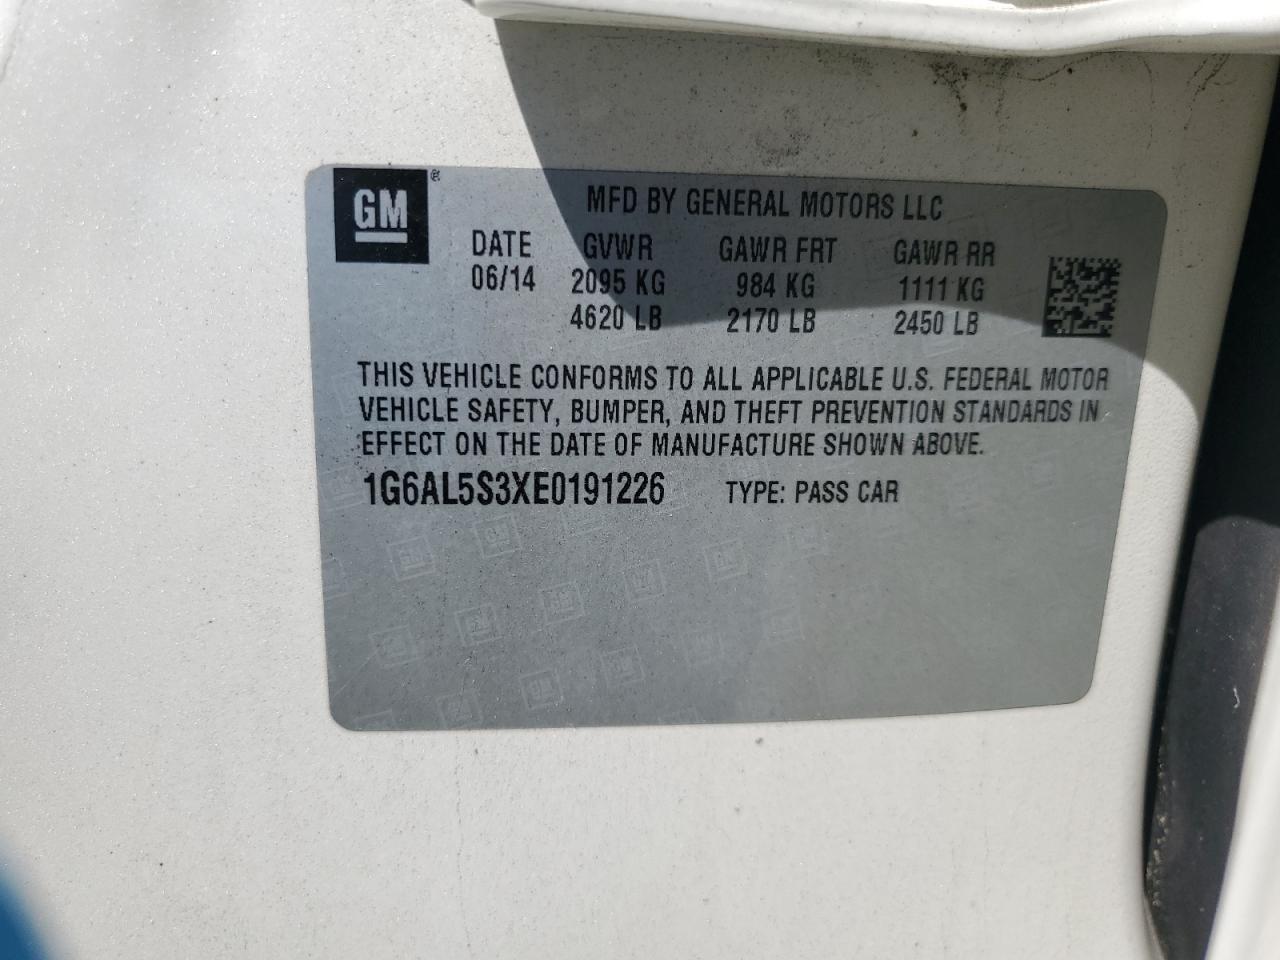 GM ®
MFD BY GENERAL MOTORS LLC
DATE GVWR GAWR FRT GAWR RR
06/14 2095 KG 984 KG 1111 KG
4620 LB 2170 LB 2450 LB
THIS VEHICLE CONFORMS TO ALL APPLICABLE U.S. FEDERAL MOTOR
VEHICLE SAFETY, BUMPER, AND THEFT PREVENTION STANDARDS IN
EFFECT ON THE DATE OF MANUFACTURE SHOWN ABOVE.
1G6AL5S3XE0191226 TYPE: PASS CAR